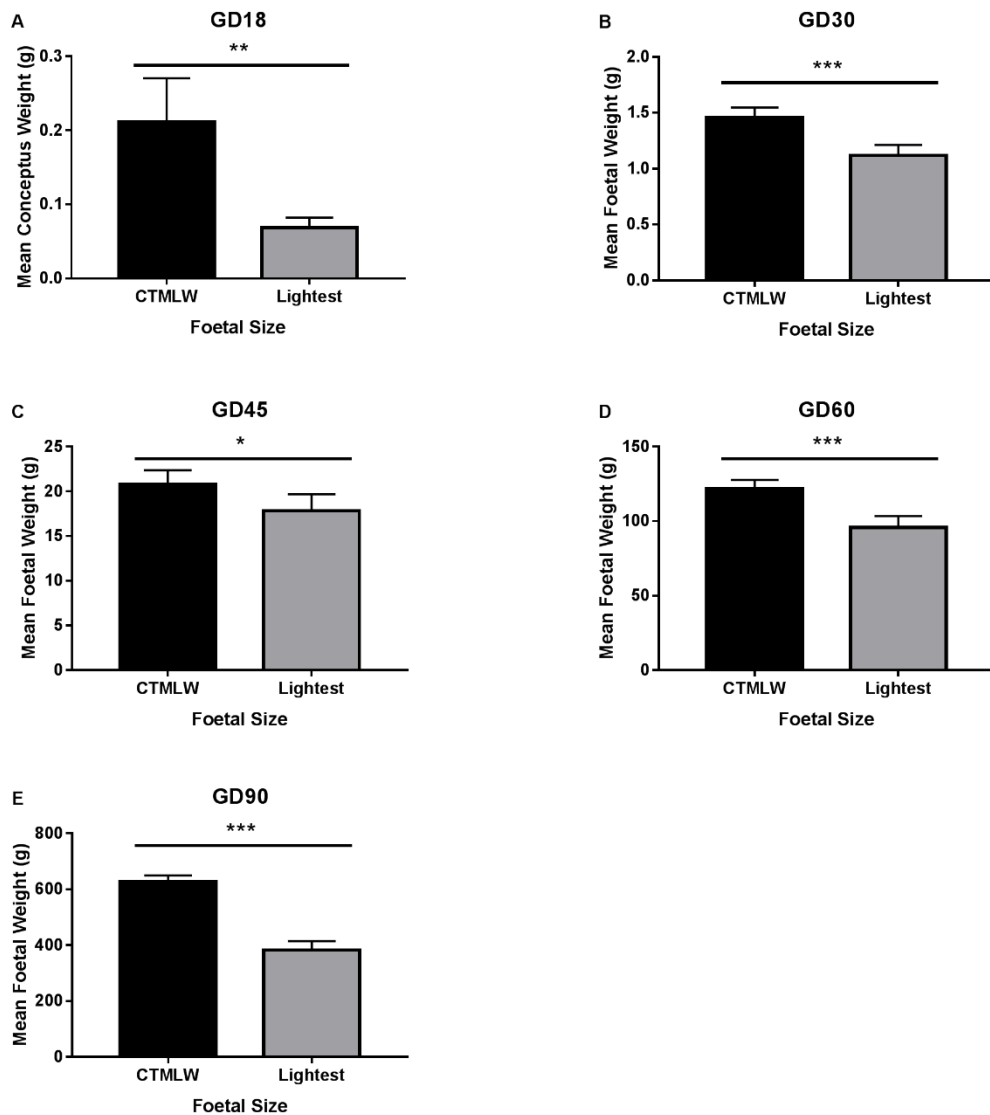 A
GD18
Mean Conceptus Weight (g)
0.3
0.2
0.1
0.0
**
CTMLW
Lightest
Foetal Size
B
GD30
Mean Foetal Weight (g)
2.0
1.5
1.0
0.5
0.0
***
CTMLW
Lightest
Foetal Size
C
GD45
Mean Foetal Weight (g)
25
20
15
10
5
0
*
CTMLW
Lightest
Foetal Size
D
GD60
Mean Foetal Weight (g)
150
100
50
0
***
CTMLW
Lightest
Foetal Size
E
GD90
Mean Foetal Weight (g)
800
600
400
200
0
***
CTMLW
Lightest
Foetal Size